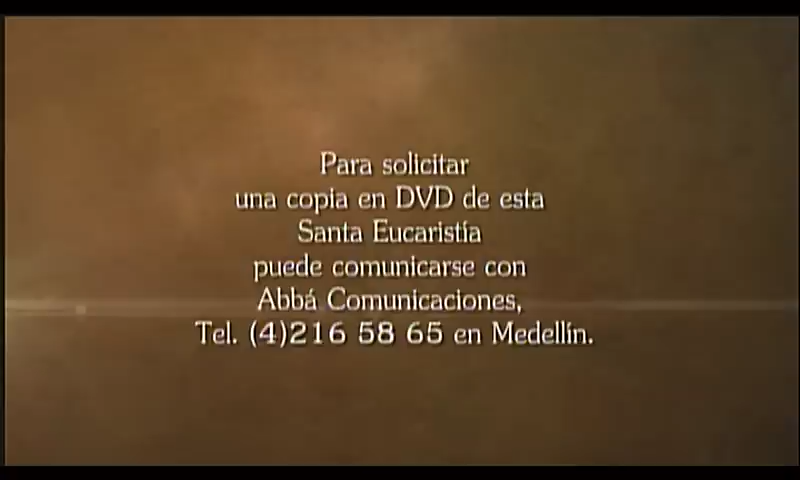 Para solicitar
una copia en DVD de esta
Santa Eucaristía
puede comunicarse con
Abbá Comunicaciones,
Tel. (4)216 58 65 en Medellín.